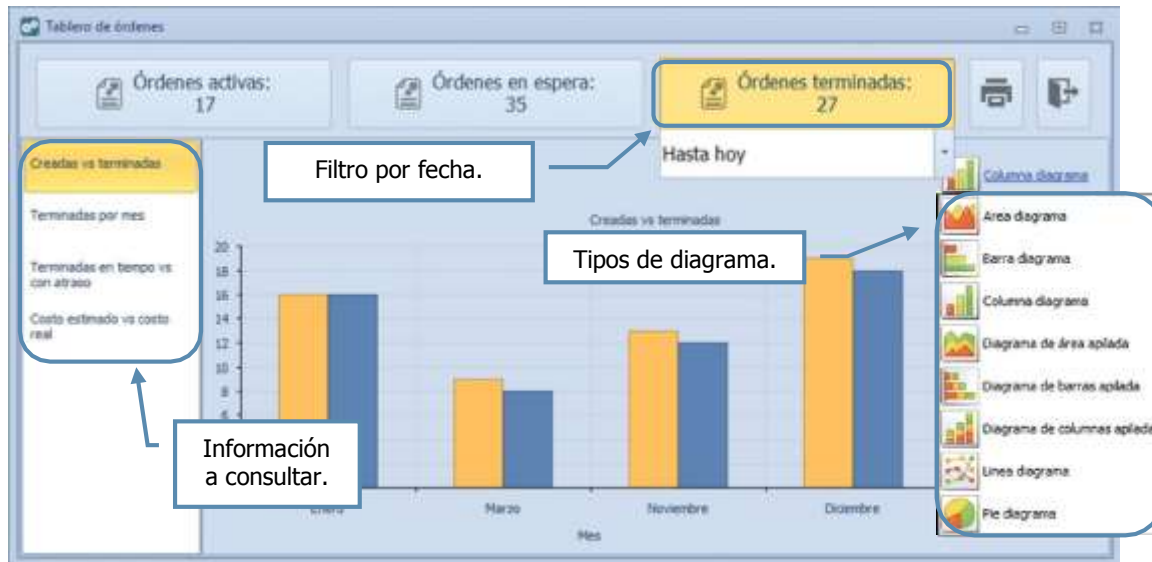 Tablero de órdenes
Órdenes activas:
17
Órdenes en espera:
35
Órdenes terminadas:
27
Filtro por fecha.
Hasta hoy
Creadas vs terminadas
Terminadas por mes
Terminadas en tiempo vs
con atraso
Costo estimado vs costo
real
Información
a consultar.
Creadas vs terminadas
Tipos de diagrama.
20
18
16
14
12
10
8
6
Enero
Marzo
Noviembre
Diciembre
Mes
Columna diagrama
Area diagrama
Barra diagrama
Columna diagrama
Diagrama de área apilada
Diagrama de barras apilada
Diagrama de columnas apilada
Linea diagrama
Pie diagrama